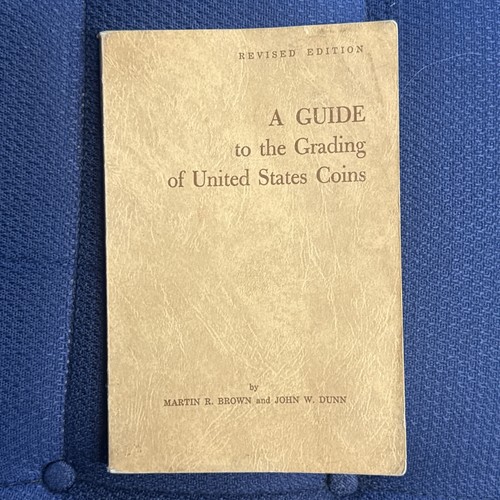 REVISED EDITION
A GUIDE
to the Grading
of United States Coins
by
MARTIN R. BROWN and JOHN W. DUNN